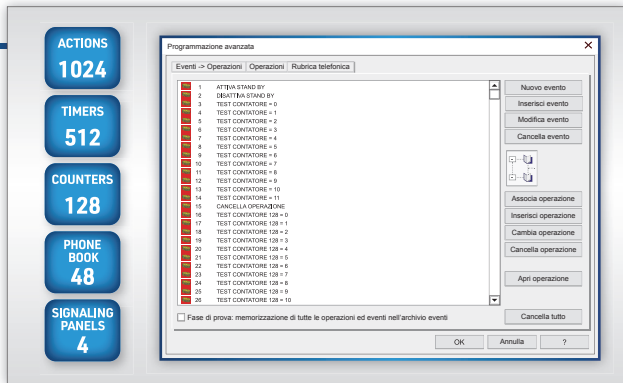 ACTIONS
1024
TIMERS
512
COUNTERS
128
PHONE
BOOK
48
SIGNALING
PANELS
4
Programmazione avanzata
Eventi -> Operazioni Operazioni Rubrica telefonica
1 ATTIVA STAND BY
2 DISATTIVA STAND BY
3 TEST CONTATORE = 0
4 TEST CONTATORE = 1
5 TEST CONTATORE = 2
6 TEST CONTATORE = 3
7 TEST CONTATORE = 4
8 TEST CONTATORE = 5
9 TEST CONTATORE = 6
10 TEST CONTATORE = 7
11 TEST CONTATORE = 8
12 TEST CONTATORE = 9
13 TEST CONTATORE = 10
14 TEST CONTATORE = 11
15 CANCELLA OPERAZIONE
16 TEST CONTATORE 128 = 0
17 TEST CONTATORE 128 = 1
18 TEST CONTATORE 128 = 2
19 TEST CONTATORE 128 = 3
20 TEST CONTATORE 128 = 4
21 TEST CONTATORE 128 = 5
22 TEST CONTATORE 128 = 6
23 TEST CONTATORE 128 = 7
24 TEST CONTATORE 128 = 8
25 TEST CONTATORE 128 = 9
26 TEST CONTATORE 128 = 10
Nuovo evento
Inserisci evento
Modifica evento
Cancella evento
Associa operazione
Inserisci operazione
Cambia operazione
Cancella operazione
Apri operazione
Cancella tutto
Fase di prova: memorizzazione di tutte le operazioni ed eventi nell'archivio eventi
OK Annulla ?